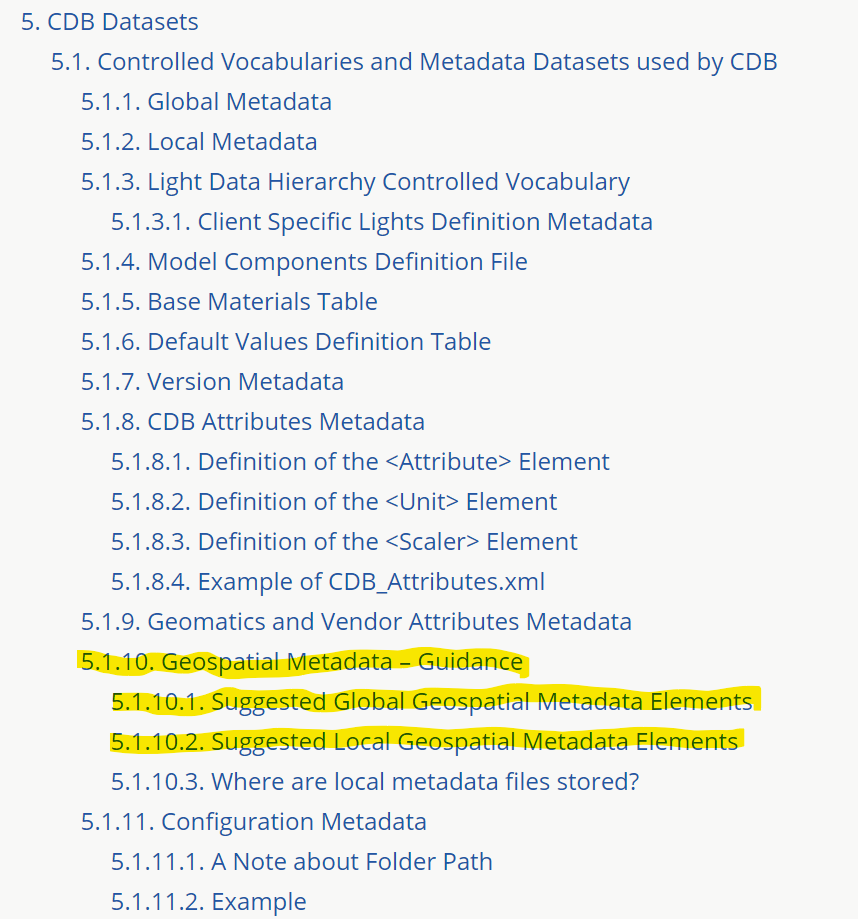 5. CDB Datasets
5.1. Controlled Vocabularies and Metadata Datasets used by CDB
5.1.1. Global Metadata
5.1.2. Local Metadata
5.1.3. Light Data Hierarchy Controlled Vocabulary
5.1.3.1. Client Specific Lights Definition Metadata
5.1.4. Model Components Definition File
5.1.5. Base Materials Table
5.1.6. Default Values Definition Table
5.1.7. Version Metadata
5.1.8. CDB Attributes Metadata
5.1.8.1. Definition of the <Attribute> Element
5.1.8.2. Definition of the <Unit> Element
5.1.8.3. Definition of the <Scaler> Element
5.1.8.4. Example of CDB_Attributes.xml
5.1.9. Geomatics and Vendor Attributes Metadata
5.1.10. Geospatial Metadata – Guidance
5.1.10.1. Suggested Global Geospatial Metadata Elements
5.1.10.2. Suggested Local Geospatial Metadata Elements
5.1.10.3. Where are local metadata files stored?
5.1.11. Configuration Metadata
5.1.11.1. A Note about Folder Path
5.1.11.2. Example